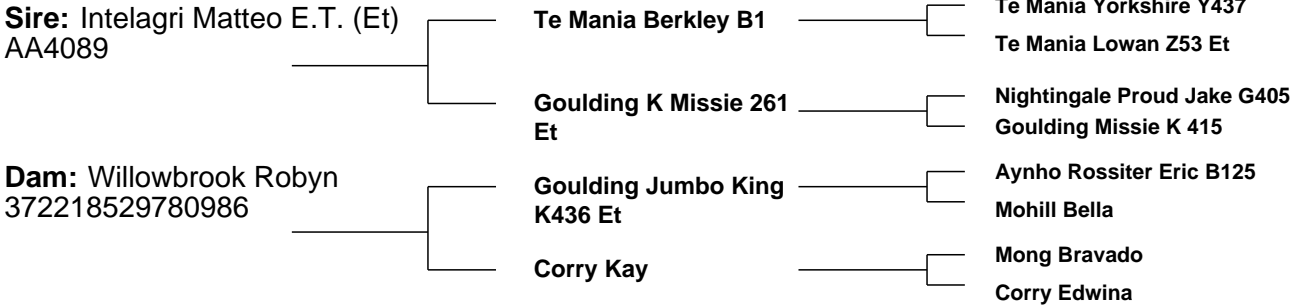 Sire: Intelagri Matteo E.T. (Et)
AA4089
Te Mania Berkley B1
Te Mania Yorkshire Y437
Te Mania Lowan Z53 Et
Goulding K Missie 261
Et
Nightingale Proud Jake G405
Goulding Missie K 415
Dam: Willowbrook Robyn
372218529780986
Goulding Jumbo King
K436 Et
Aynho Rossiter Eric B125
Mohill Bella
Corry Kay
Mong Bravado
Corry Edwina